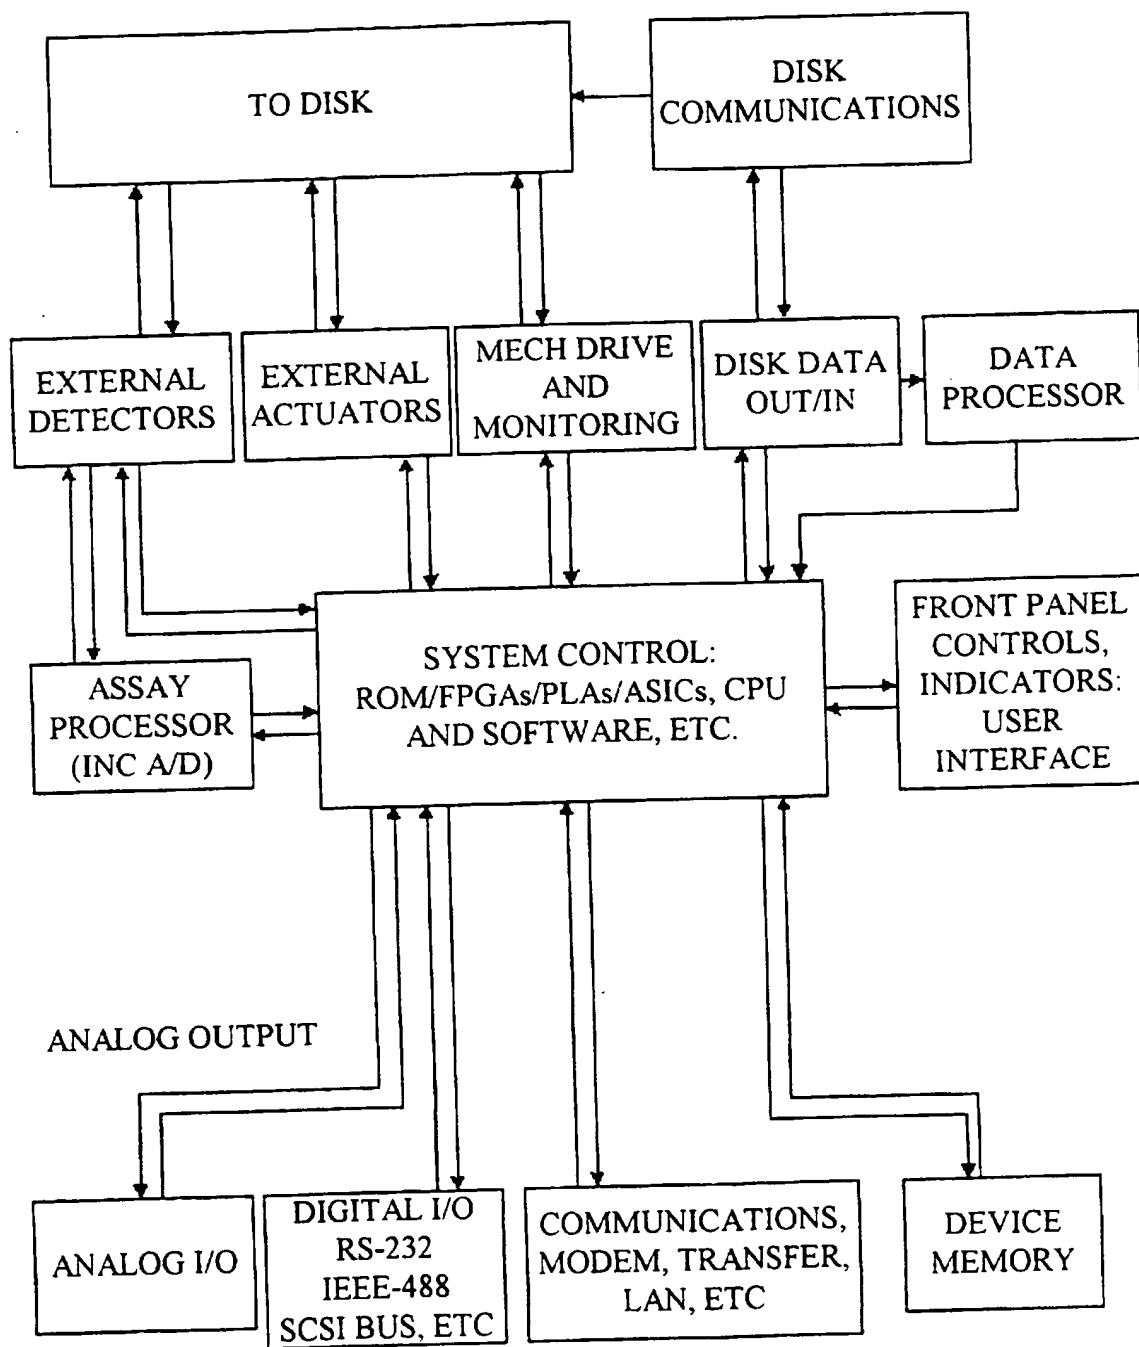 TO DISK
DISK
COMMUNICATIONS
EXTERNAL
DETECTORS
EXTERNAL
ACTUATORS
MECH DRIVE
AND
MONITORING
DISK DATA
OUT/IN
DATA
PROCESSOR
ASSAY
PROCESSOR
(INC A/D)
SYSTEM CONTROL:
ROM/FPGAs/PLAs/ASICs, CPU
AND SOFTWARE, ETC.
FRONT PANEL
CONTROLS,
INDICATORS:
USER
INTERFACE
ANALOG OUTPUT
ANALOG I/O
DIGITAL I/O
RS-232
IEEE-488
SCSI BUS, ETC
COMMUNICATIONS,
MODEM, TRANSFER,
LAN, ETC
DEVICE
MEMORY